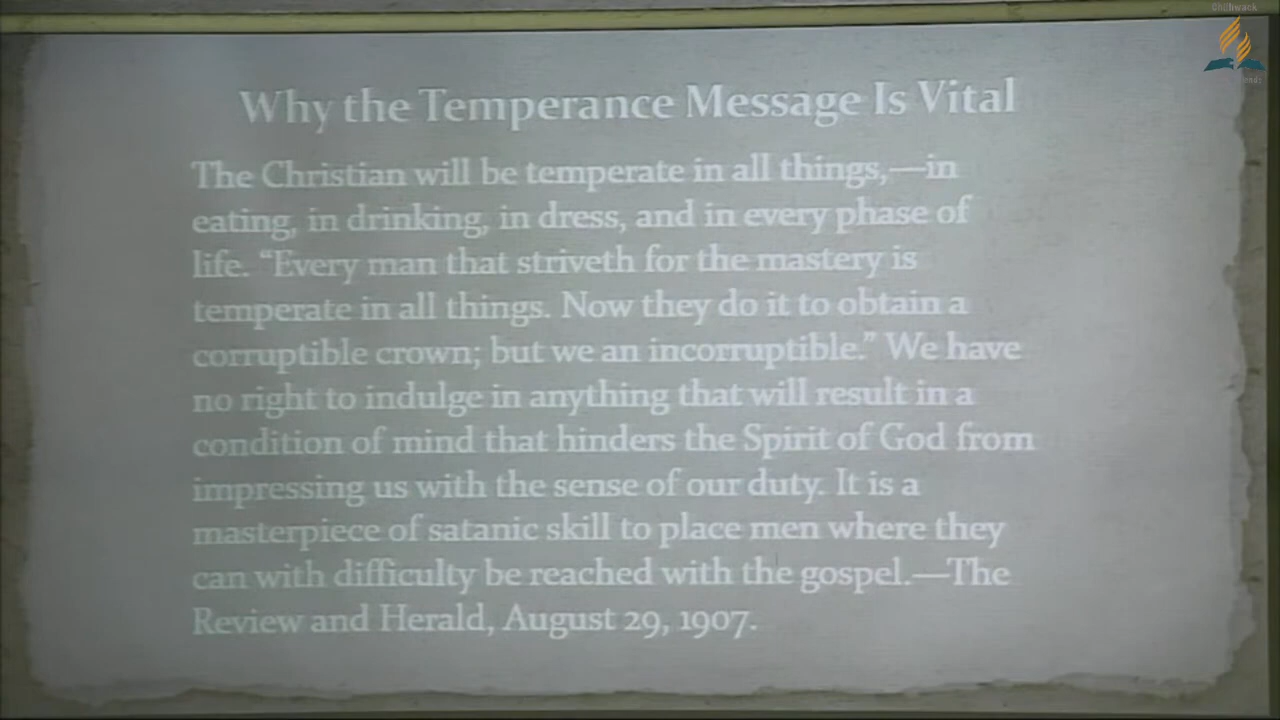 Chilliwack
Why the Temperance Message Is Vital
The Christian will be temperate in all things,—in
eating, in drinking, in dress, and in every phase of
life. “Every man that striveth for the mastery is
temperate in all things. Now they do it to obtain a
corruptible crown; but we an incorruptible.” We have
no right to indulge in anything that will result in a
condition of mind that hinders the Spirit of God from
impressing us with the sense of our duty. It is a
masterpiece of satanic skill to place men where they
can with difficulty be reached with the gospel.—The
Review and Herald, August 29, 1907.